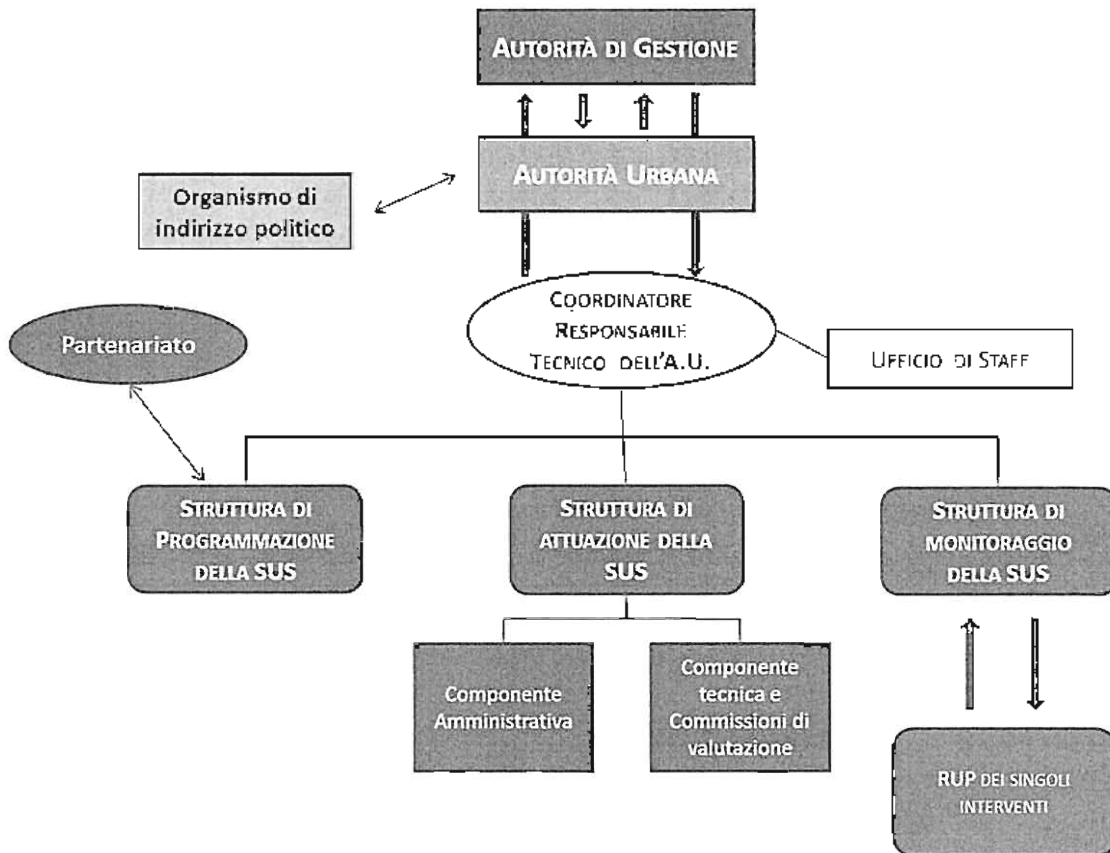 AUTORITÀ DI GESTIONE
AUTORITÀ URBANA
Organismo di
indirizzo politico
COORDINATORE
RESPONSABILE
TECNICO DELL'A.U.
Partenariato
UFFICIO DI STAFF
STRUTTURA DI
PROGRAMMAZIONE
DELLA SUS
STRUTTURA DI
ATTUAZIONE DELLA
SUS
STRUTTURA DI
MONITORAGGIO
DELLA SUS
Componente
Amministrativa
Componente
tecnica e
Commissioni di
valutazione
RUP DEI SINGOLI
INTERVENTI